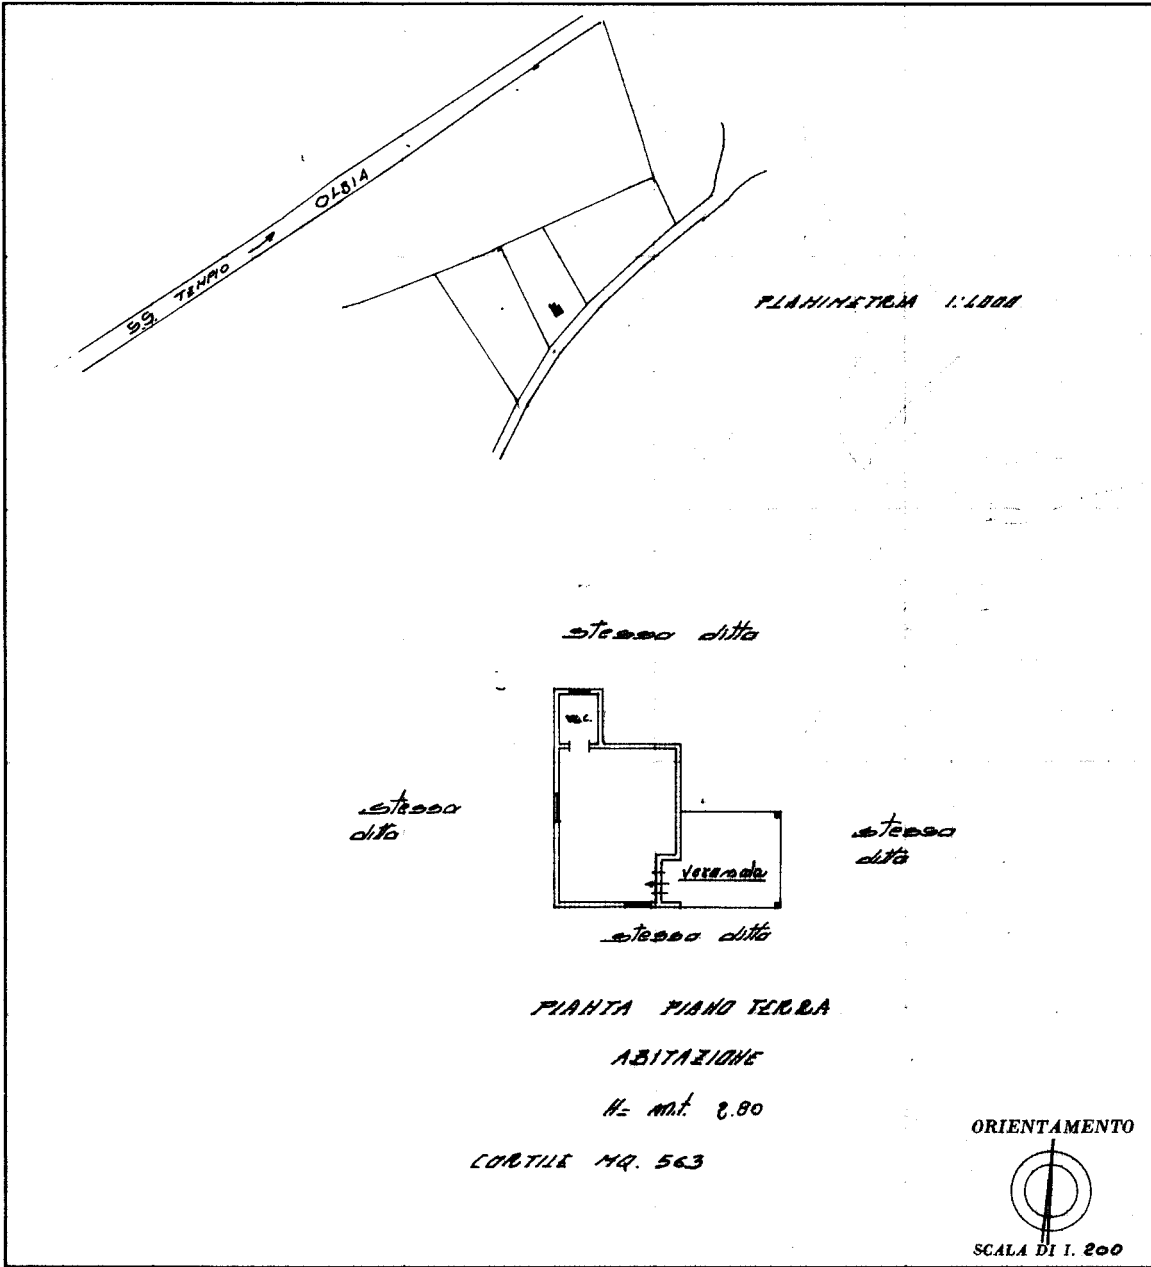 OLBIA
S.S. TEMPIO
PLANIMETRIA 1:1000
stessa ditta
W.C.
stessa
ditta
stessa
ditta
veranda
stessa ditta
PIANTA PIANO TERRA
ABITAZIONE
H= mt. 2.80
CORTILE MQ. 563
ORIENTAMENTO
SCALA DI 1. 200